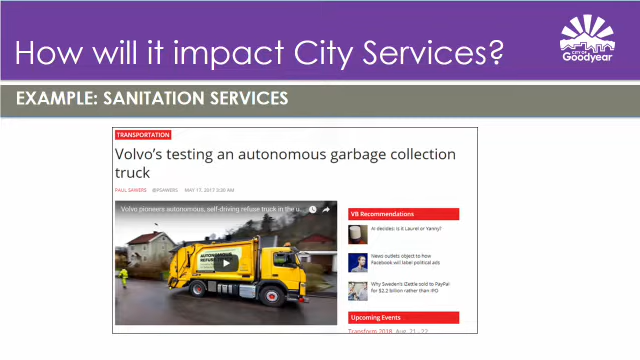 How will it impact City Services?
CITY OF
Goodyear
EXAMPLE: SANITATION SERVICES
TRANSPORTATION
Volvo's testing an autonomous garbage collection
truck
PAUL SAWERS @PSAWERS MAY 17, 2017 3:20 AM
Volvo pioneers autonomous, self-driving refuse truck in the u...
AUTONOMOUS
REFUSE
VB Recommendations
AI decides: Is it Laurel or Yanny?
News outlets object to how
Facebook will label political ads
Why Sweden's iZettle sold to PayPal
for $2.2 billion rather than IPO
Upcoming Events
Transform 2018 Aug. 21 - 22